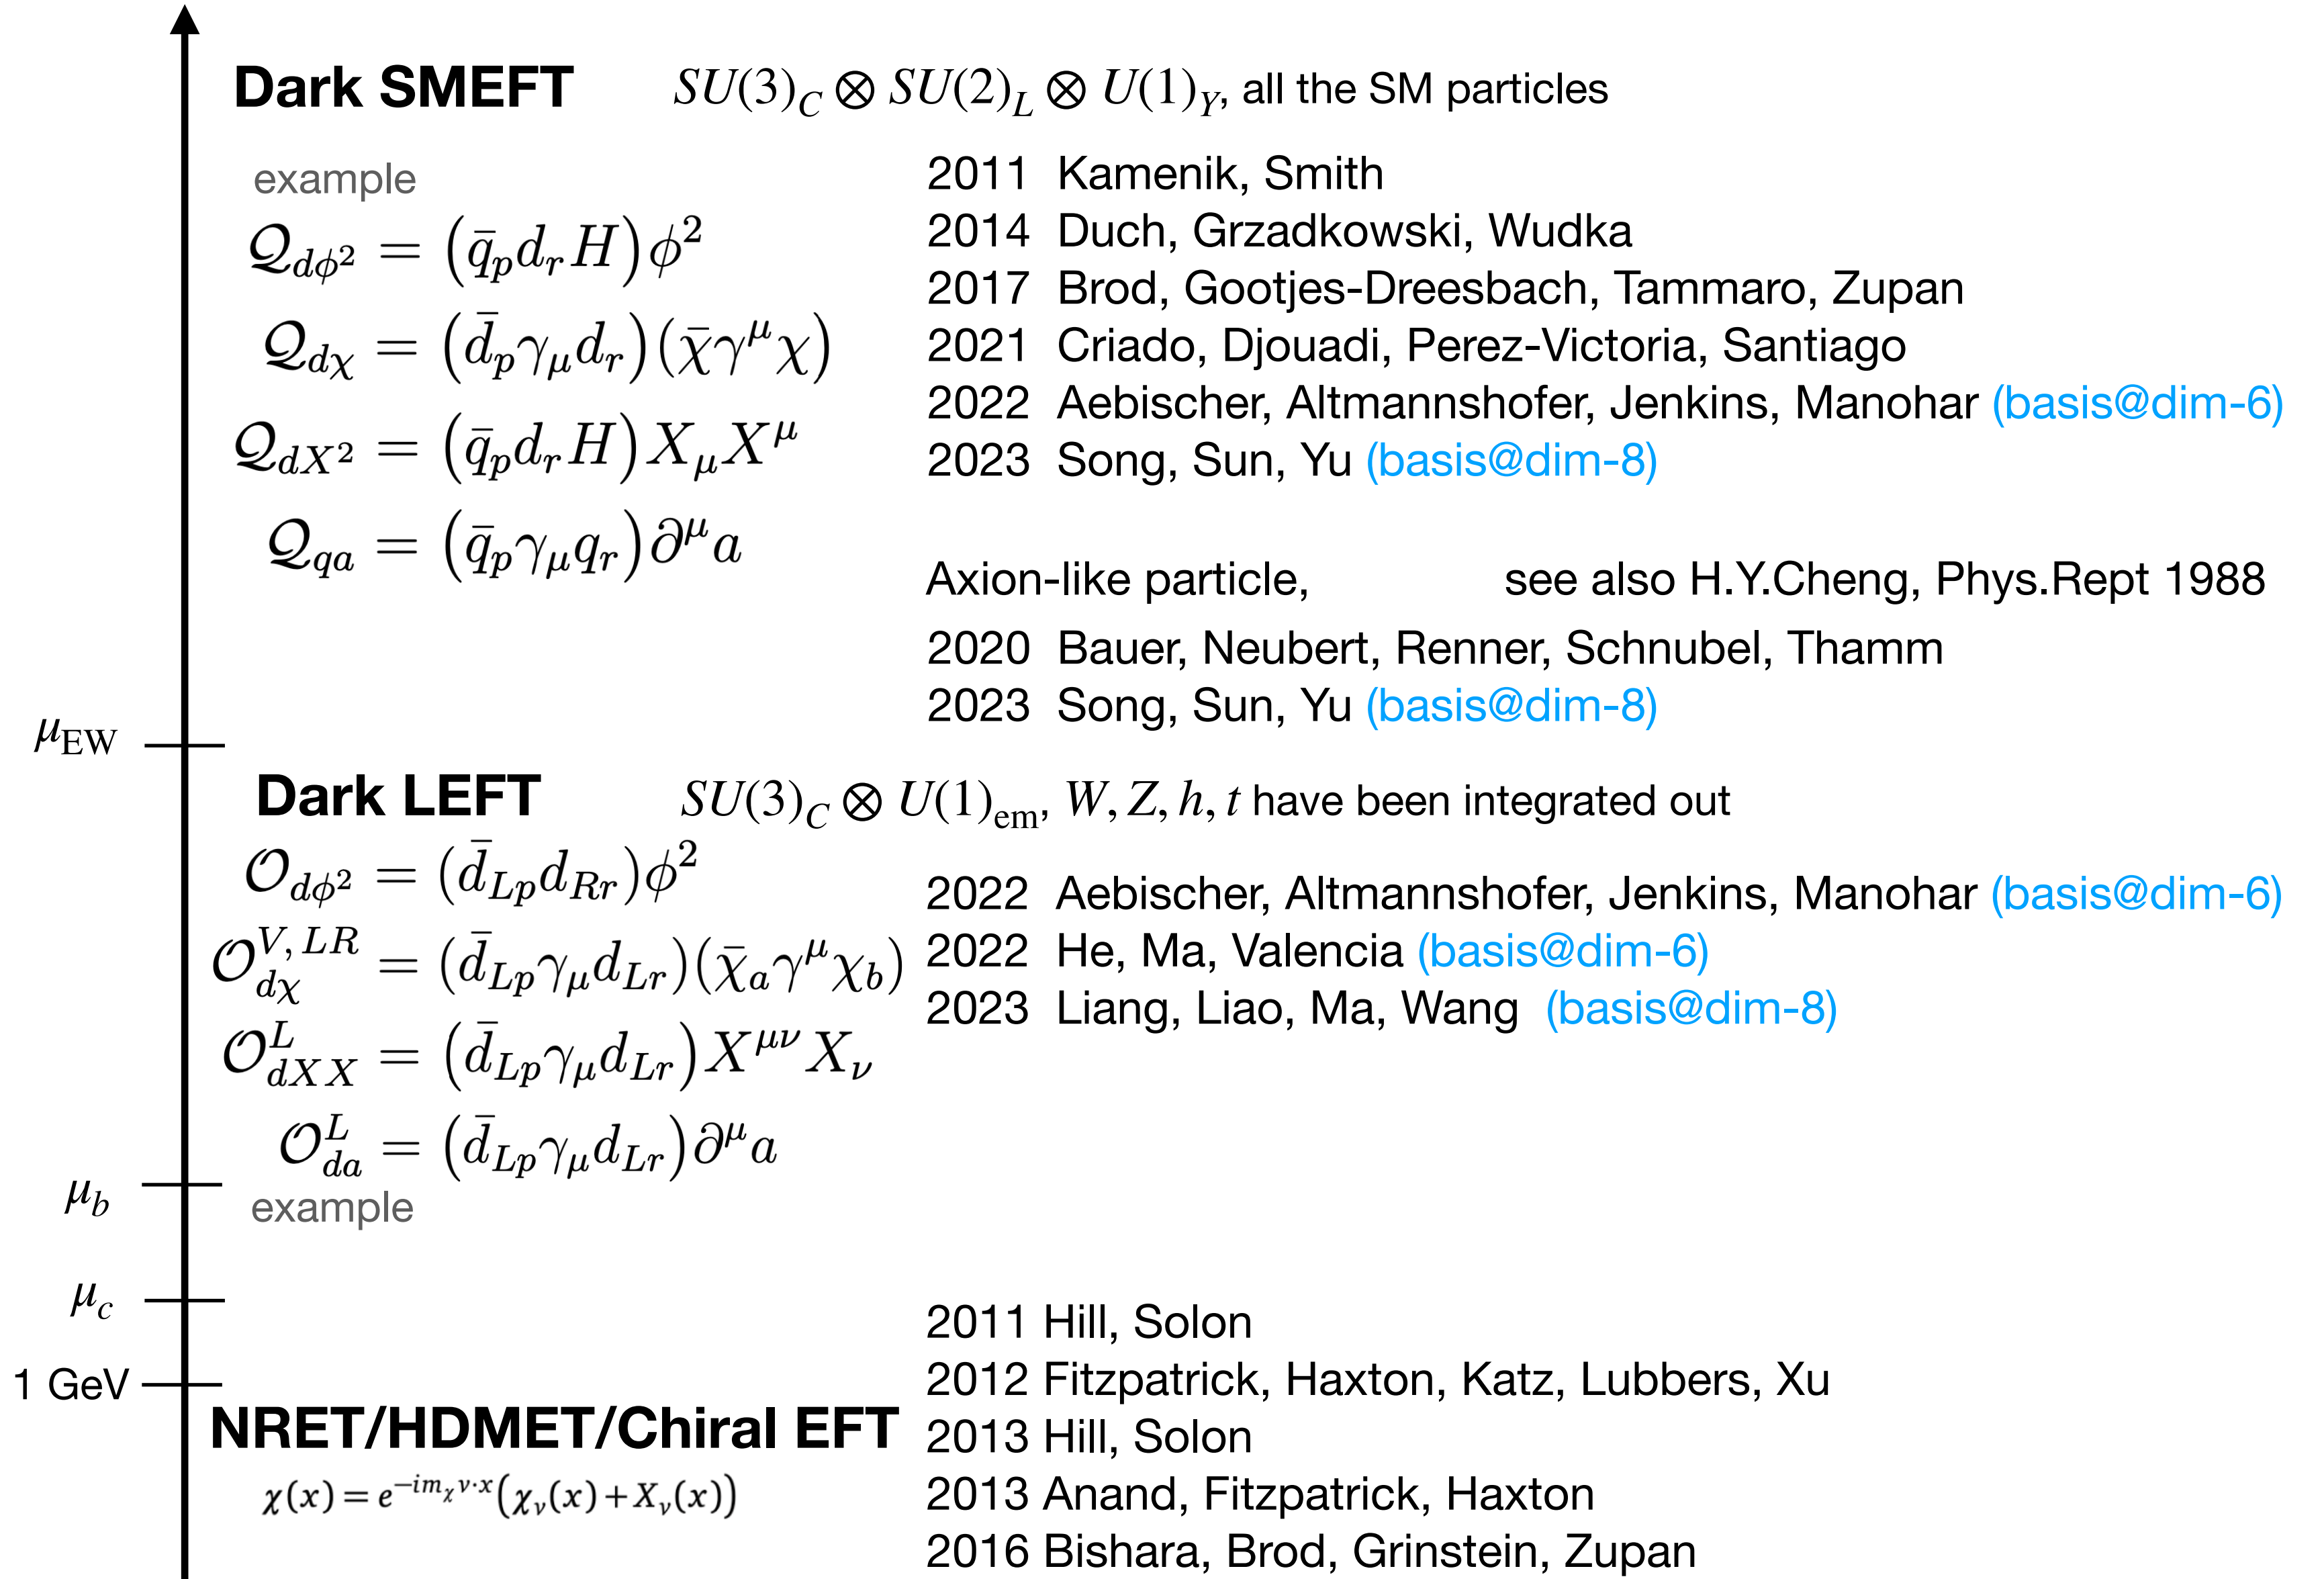 Dark SMEFT SU(3)_C ⊗ SU(2)_L ⊗ U(1)_Y, all the SM particles
example
𝒬_{dϕ²} = (q̄_p d_r H)ϕ²
𝒬_{dχ} = (d̄_p γ_μ d_r)(χ̄γ^μ χ)
𝒬_{dX²} = (q̄_p d_r H)X_μ X^μ
𝒬_{qa} = (q̄_p γ_μ q_r)∂^μ a
2011 Kamenik, Smith
2014 Duch, Grzadkowski, Wudka
2017 Brod, Gootjes-Dreesbach, Tammaro, Zupan
2021 Criado, Djouadi, Perez-Victoria, Santiago
2022 Aebischer, Altmannshofer, Jenkins, Manohar (basis@dim-6)
2023 Song, Sun, Yu (basis@dim-8)
Axion-like particle, see also H.Y.Cheng, Phys.Rept 1988
2020 Bauer, Neubert, Renner, Schnubel, Thamm
2023 Song, Sun, Yu (basis@dim-8)
μ_EW
Dark LEFT SU(3)_C ⊗ U(1)_em, W, Z, h, t have been integrated out
𝒪_{dϕ²} = (d̄_{Lp} d_{Rr})ϕ²
𝒪_{dχ}^{V,LR} = (d̄_{Lp} γ_μ d_{Lr})(χ̄_a γ^μ χ_b)
𝒪_{dXX}^{L} = (d̄_{Lp} γ_μ d_{Lr})X^{μν} X_ν
𝒪_{da}^{L} = (d̄_{Lp} γ_μ d_{Lr})∂^μ a
example
2022 Aebischer, Altmannshofer, Jenkins, Manohar (basis@dim-6)
2022 He, Ma, Valencia (basis@dim-6)
2023 Liang, Liao, Ma, Wang (basis@dim-8)
μ_b
μ_c
1 GeV
NRET/HDMET/Chiral EFT
χ(x) = e^{−im_χ v·x}(χ_v(x) + X_v(x))
2011 Hill, Solon
2012 Fitzpatrick, Haxton, Katz, Lubbers, Xu
2013 Hill, Solon
2013 Anand, Fitzpatrick, Haxton
2016 Bishara, Brod, Grinstein, Zupan